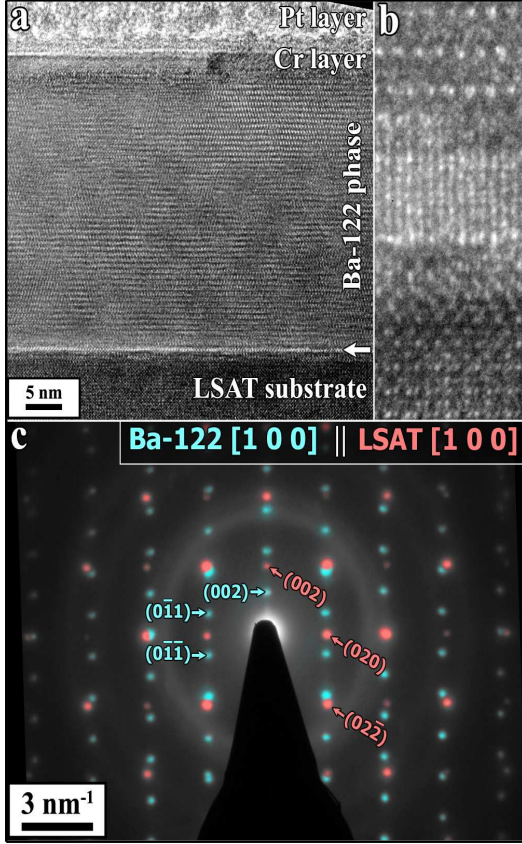 a
Pt layer
Cr layer
Ba-122 phase
LSAT substrate
5 nm
b
c
Ba-122 [1 0 0] || LSAT [1 0 0]
(002)
(002)
(01̅1)
(01̅1̅)
(020)
(022̅)
3 nm⁻¹